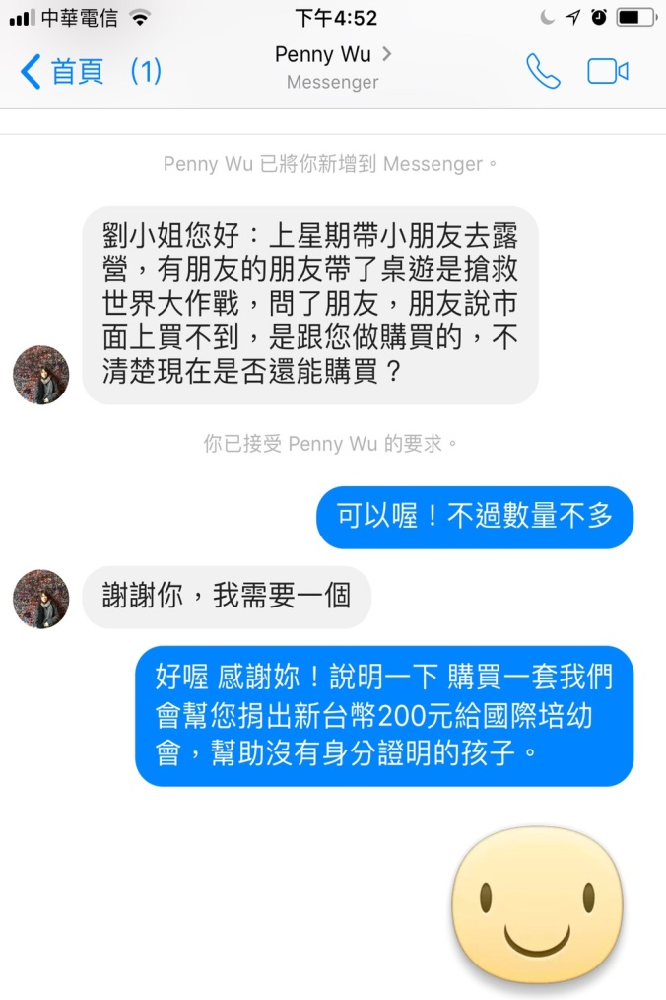 中華電信
下午4:52
首頁 (1)
Penny Wu
Messenger
Penny Wu 已將你新增到 Messenger。
劉小姐您好：上星期帶小朋友去露
營，有朋友的朋友帶了桌遊是搶救
世界大作戰，問了朋友，朋友說市
面上買不到，是跟您做購買的，不
清楚現在是否還能購買？
你已接受 Penny Wu 的要求。
可以喔！不過數量不多
謝謝你，我需要一個
好喔 感謝妳！說明一下 購買一套我們
會幫您捐出新台幣200元給國際培幼
會，幫助沒有身分證明的孩子。